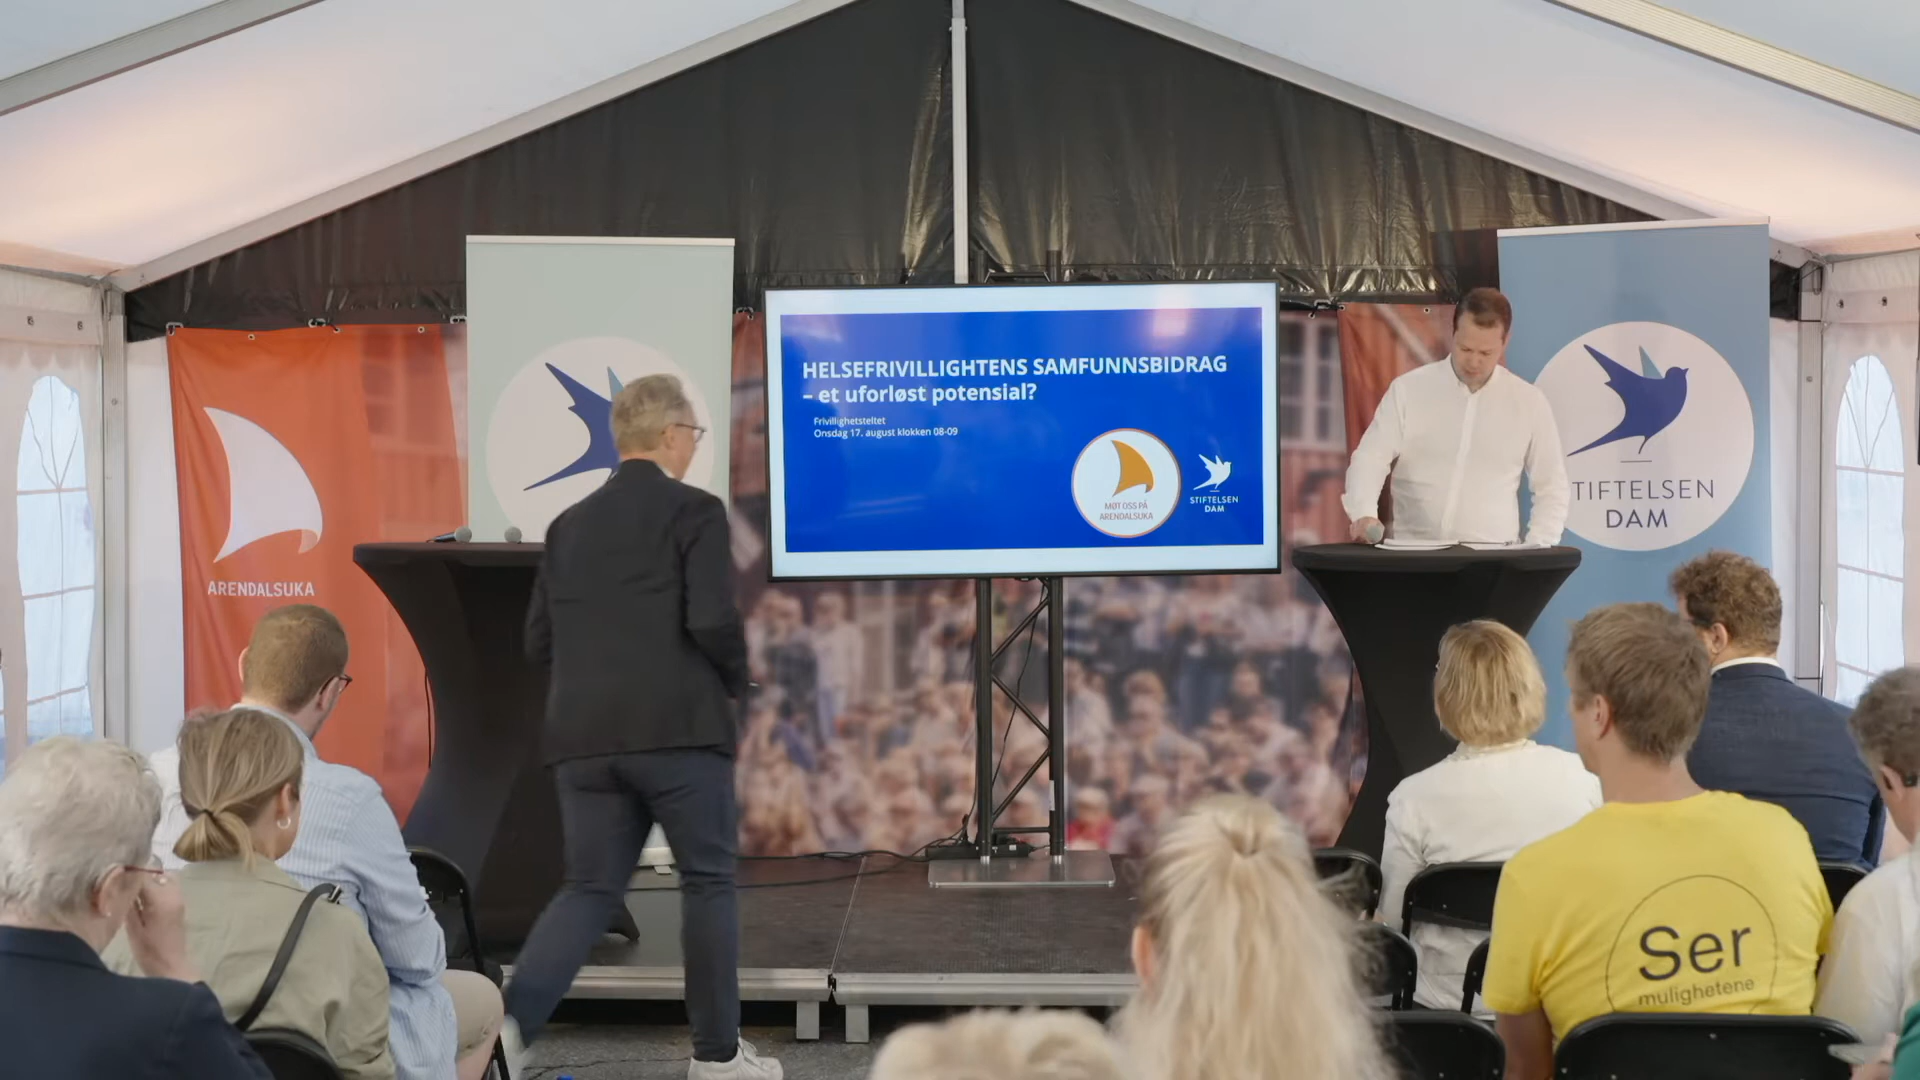 HELSEFRIVILLIGHTENS SAMFUNNSBIDRAG
– et uforløst potensial?
Frivillighetsteltet
Onsdag 17. august klokken 08-09
MØT OSS PÅ
ARENDALSUKA
STIFTELSEN
DAM
TIFTELSEN
DAM
ARENDALSUKA
Ser
mulighetene